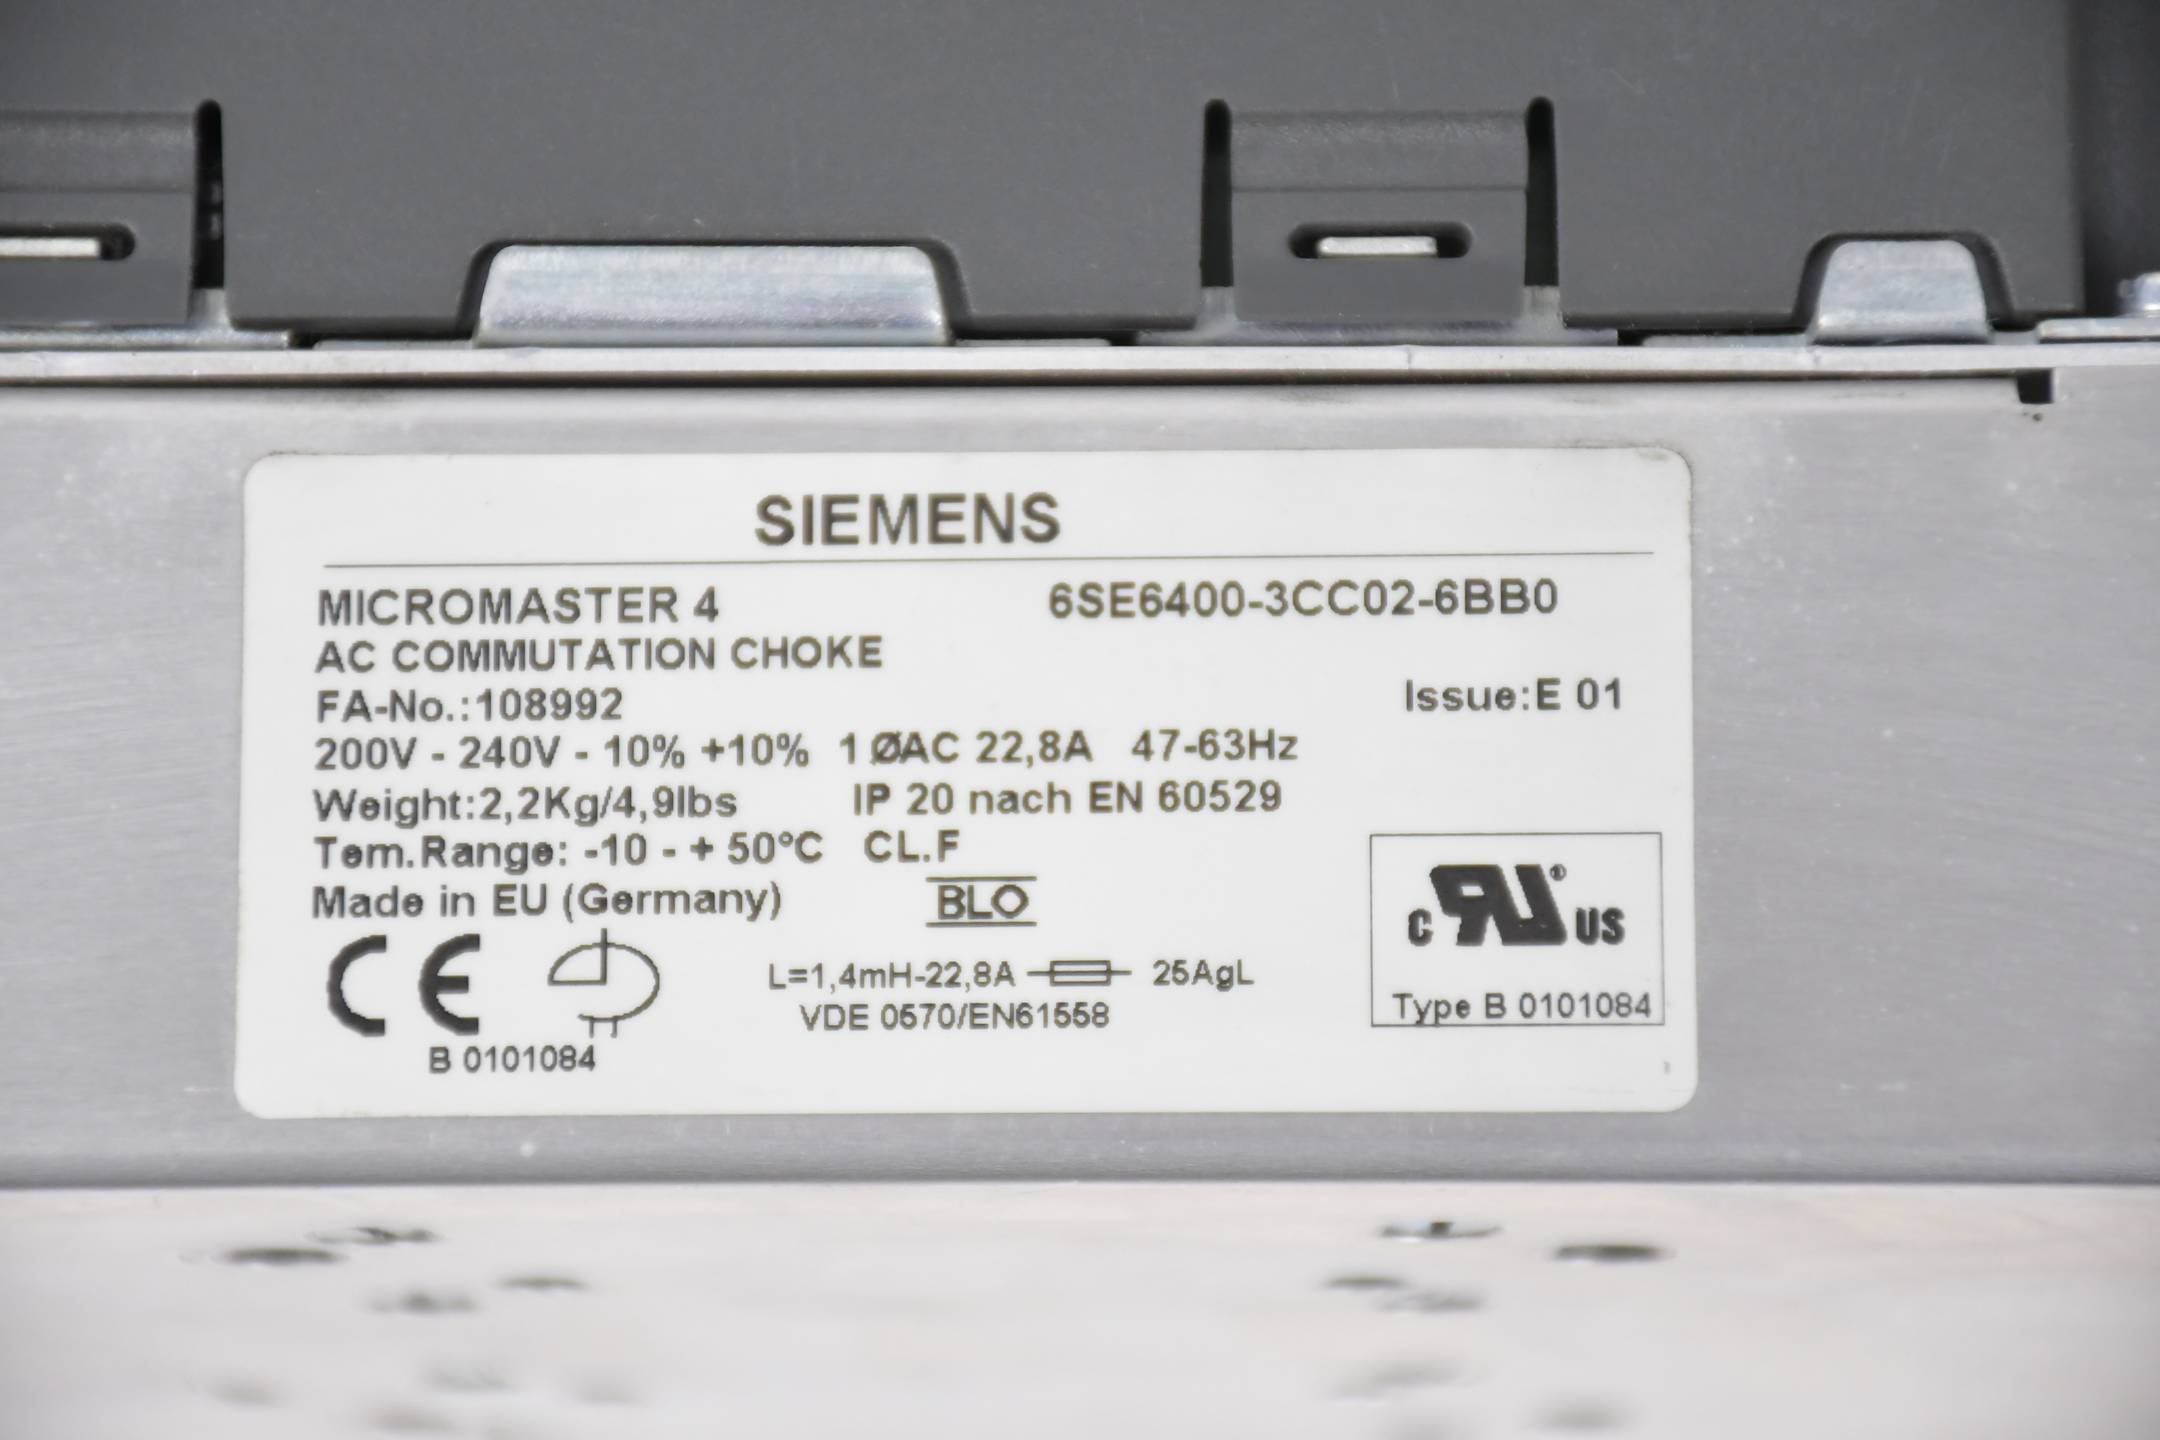 SIEMENS
MICROMASTER 4 6SE6400-3CC02-6BB0
AC COMMUTATION CHOKE
FA-No.:108992 Issue:E 01
200V - 240V - 10% +10% 1 ØAC 22,8A 47-63Hz
Weight:2,2Kg/4,9lbs IP 20 nach EN 60529
Tem.Range: -10 - + 50°C CL.F
Made in EU (Germany) BLO
CE c RU ® US
L=1,4mH-22,8A 25AgL
VDE 0570/EN61558 Type B 0101084
B 0101084